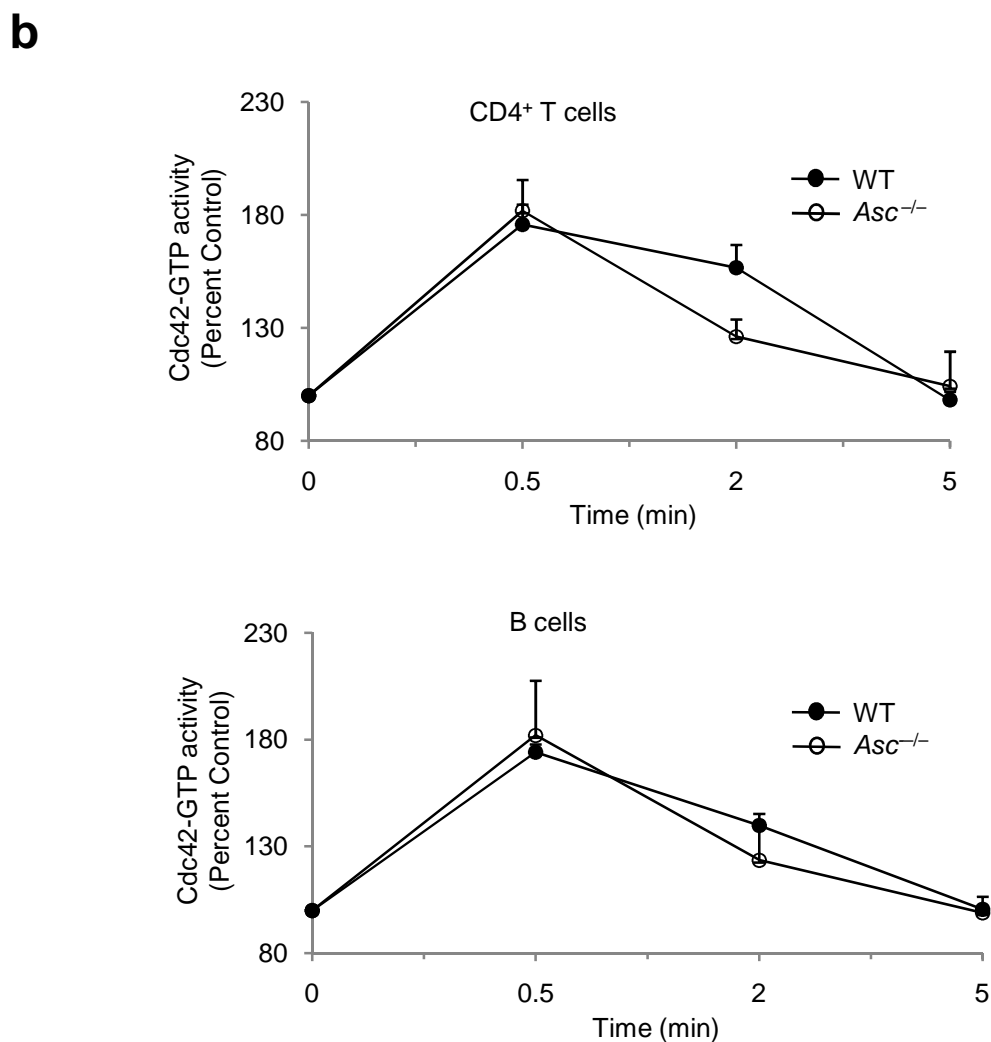 b
CD4⁺ T cells
Cdc42-GTP activity
(Percent Control)
230
180
130
80
WT
Asc⁻/⁻
0 0.5 2 5
Time (min)
B cells
Cdc42-GTP activity
(Percent Control)
230
180
130
80
WT
Asc⁻/⁻
0 0.5 2 5
Time (min)